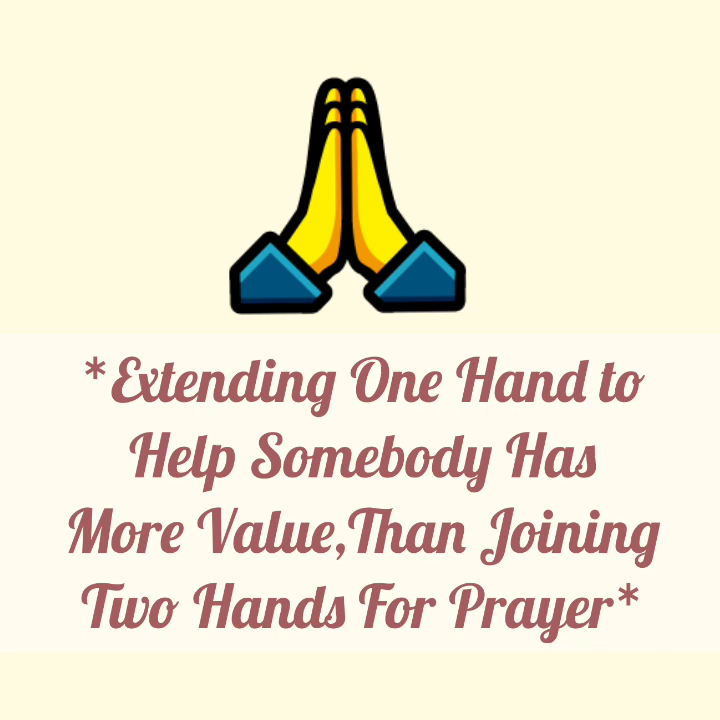 *Extending One Hand to
Help Somebody Has
More Value,Than Joining
Two Hands For Prayer*